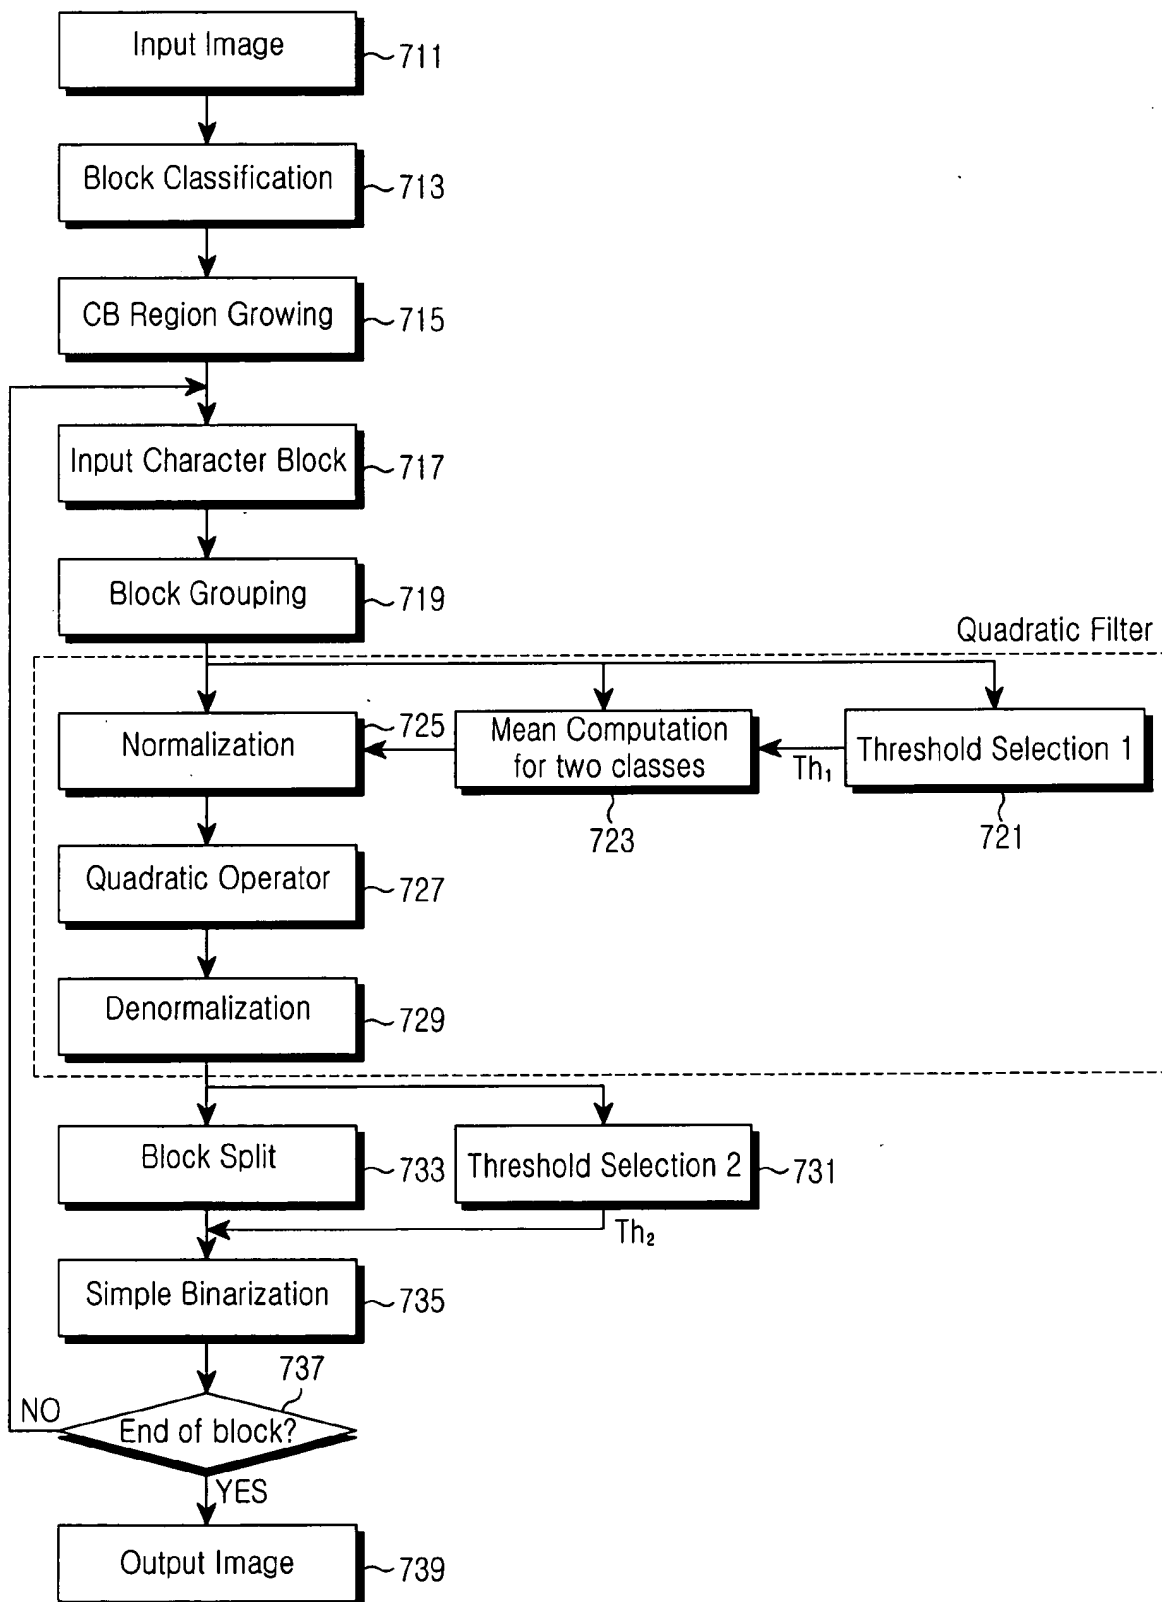 Input Image
711
Block Classification
713
CB Region Growing
715
Input Character Block
717
Block Grouping
719
Quadratic Filter
Normalization
725
Mean Computation
for two classes
723
Th₁
Threshold Selection 1
721
Quadratic Operator
727
Denormalization
729
Block Split
733
Threshold Selection 2
731
Th₂
Simple Binarization
735
737
NO
End of block?
YES
Output Image
739